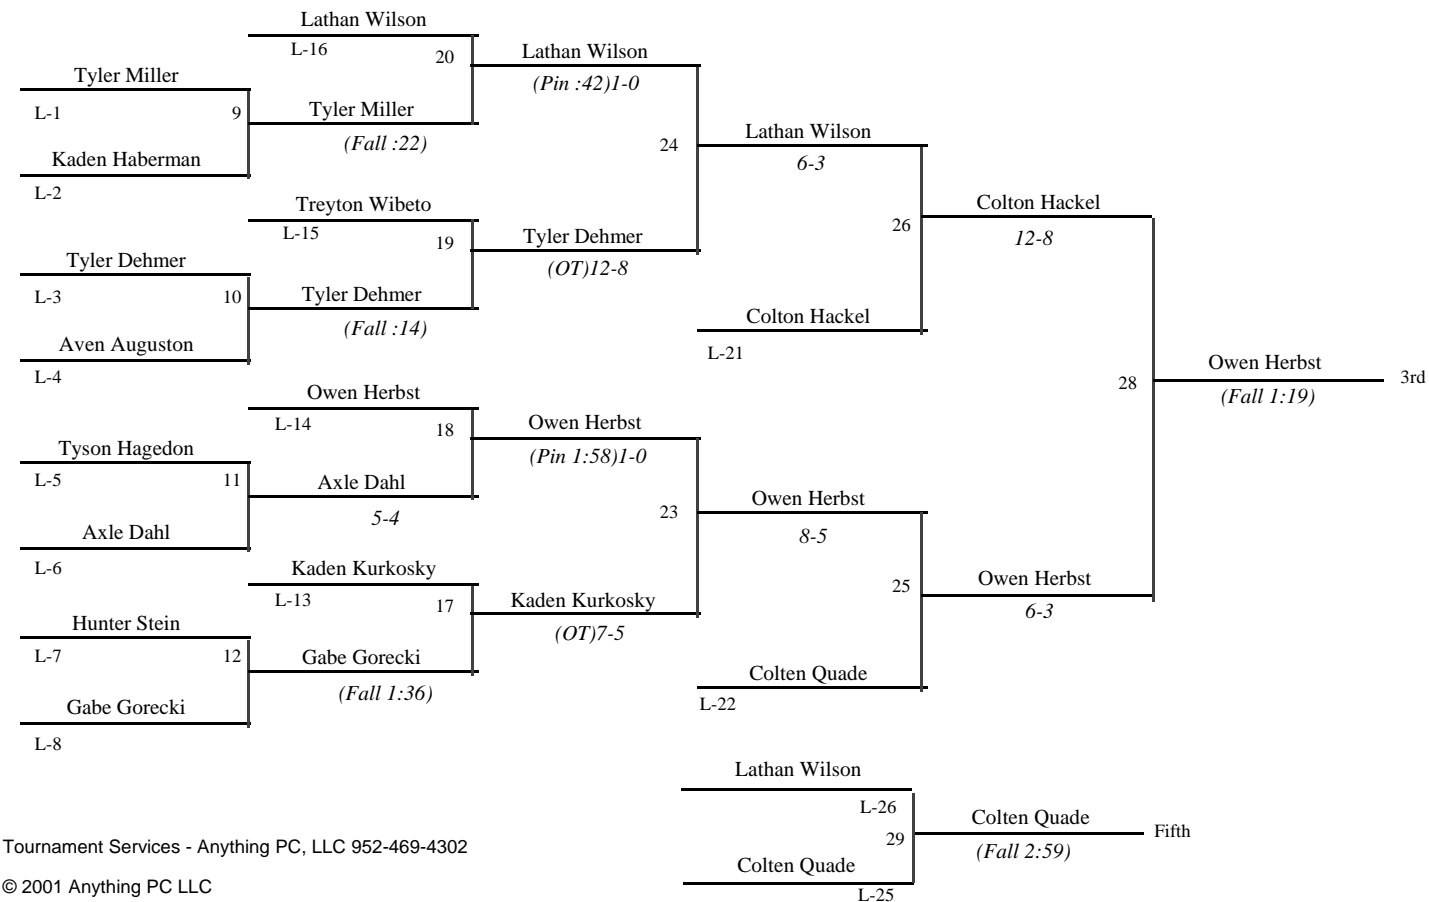 Lathan Wilson
L-16
20
Lathan Wilson
(Pin :42)1-0
Tyler Miller
L-1
9
Tyler Miller
(Fall :22)
Kaden Haberman
L-2
24
Lathan Wilson
6-3
Treyton Wibeto
L-15
19
Tyler Dehmer
(OT)12-8
Tyler Dehmer
L-3
10
Tyler Dehmer
(Fall :14)
Aven Auguston
L-4
26
Colton Hackel
12-8
Colton Hackel
L-21
Owen Herbst
L-14
18
Owen Herbst
(Pin 1:58)1-0
Tyson Hagedon
L-5
11
Axle Dahl
5-4
Axle Dahl
L-6
28
Owen Herbst
(Fall 1:19)
3rd
23
Owen Herbst
8-5
Kaden Kurkosky
L-13
17
Kaden Kurkosky
(OT)7-5
Hunter Stein
L-7
12
Gabe Gorecki
(Fall 1:36)
Gabe Gorecki
L-8
25
Owen Herbst
6-3
Colten Quade
L-22
Lathan Wilson
L-26
29
Colten Quade
(Fall 2:59)
Fifth
Colten Quade
L-25
Tournament Services - Anything PC, LLC 952-469-4302
© 2001 Anything PC LLC